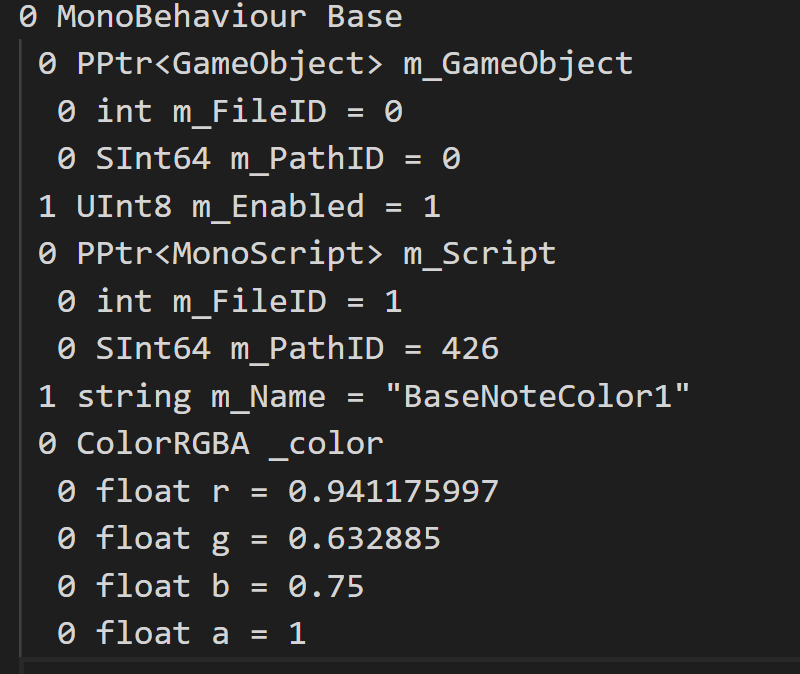 0 MonoBehaviour Base
0 PPtr<GameObject> m_GameObject
0 int m_FileID = 0
0 SInt64 m_PathID = 0
1 UInt8 m_Enabled = 1
0 PPtr<MonoScript> m_Script
0 int m_FileID = 1
0 SInt64 m_PathID = 426
1 string m_Name = "BaseNoteColor1"
0 ColorRGBA _color
0 float r = 0.941175997
0 float g = 0.632885
0 float b = 0.75
0 float a = 1